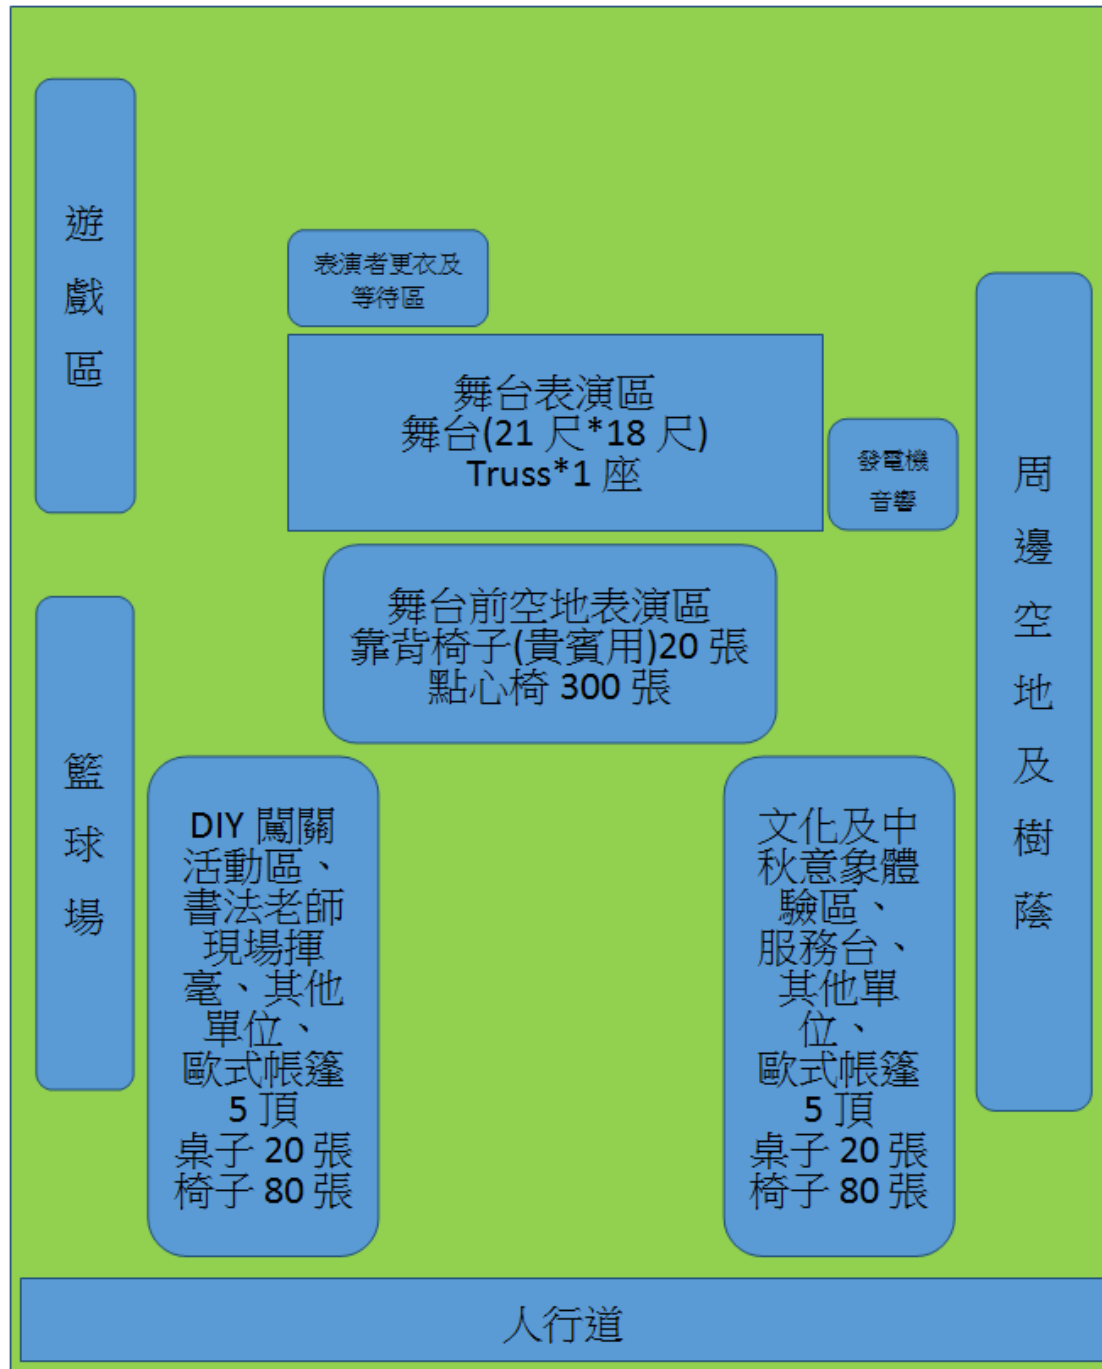 遊戲區
表演者更衣及
等待區
舞台表演區
舞台(21 尺*18 尺)
Truss*1 座
發電機
音響
周邊空地及樹蔭
舞台前空地表演區
靠背椅子(貴賓用)20 張
點心椅 300 張
籃球場
DIY 闖關
活動區、
書法老師
現場揮
毫、其他
單位、
歐式帳篷
5 頂
桌子 20 張
椅子 80 張
文化及中
秋意象體
驗區、
服務台、
其他單
位、
歐式帳篷
5 頂
桌子 20 張
椅子 80 張
人行道